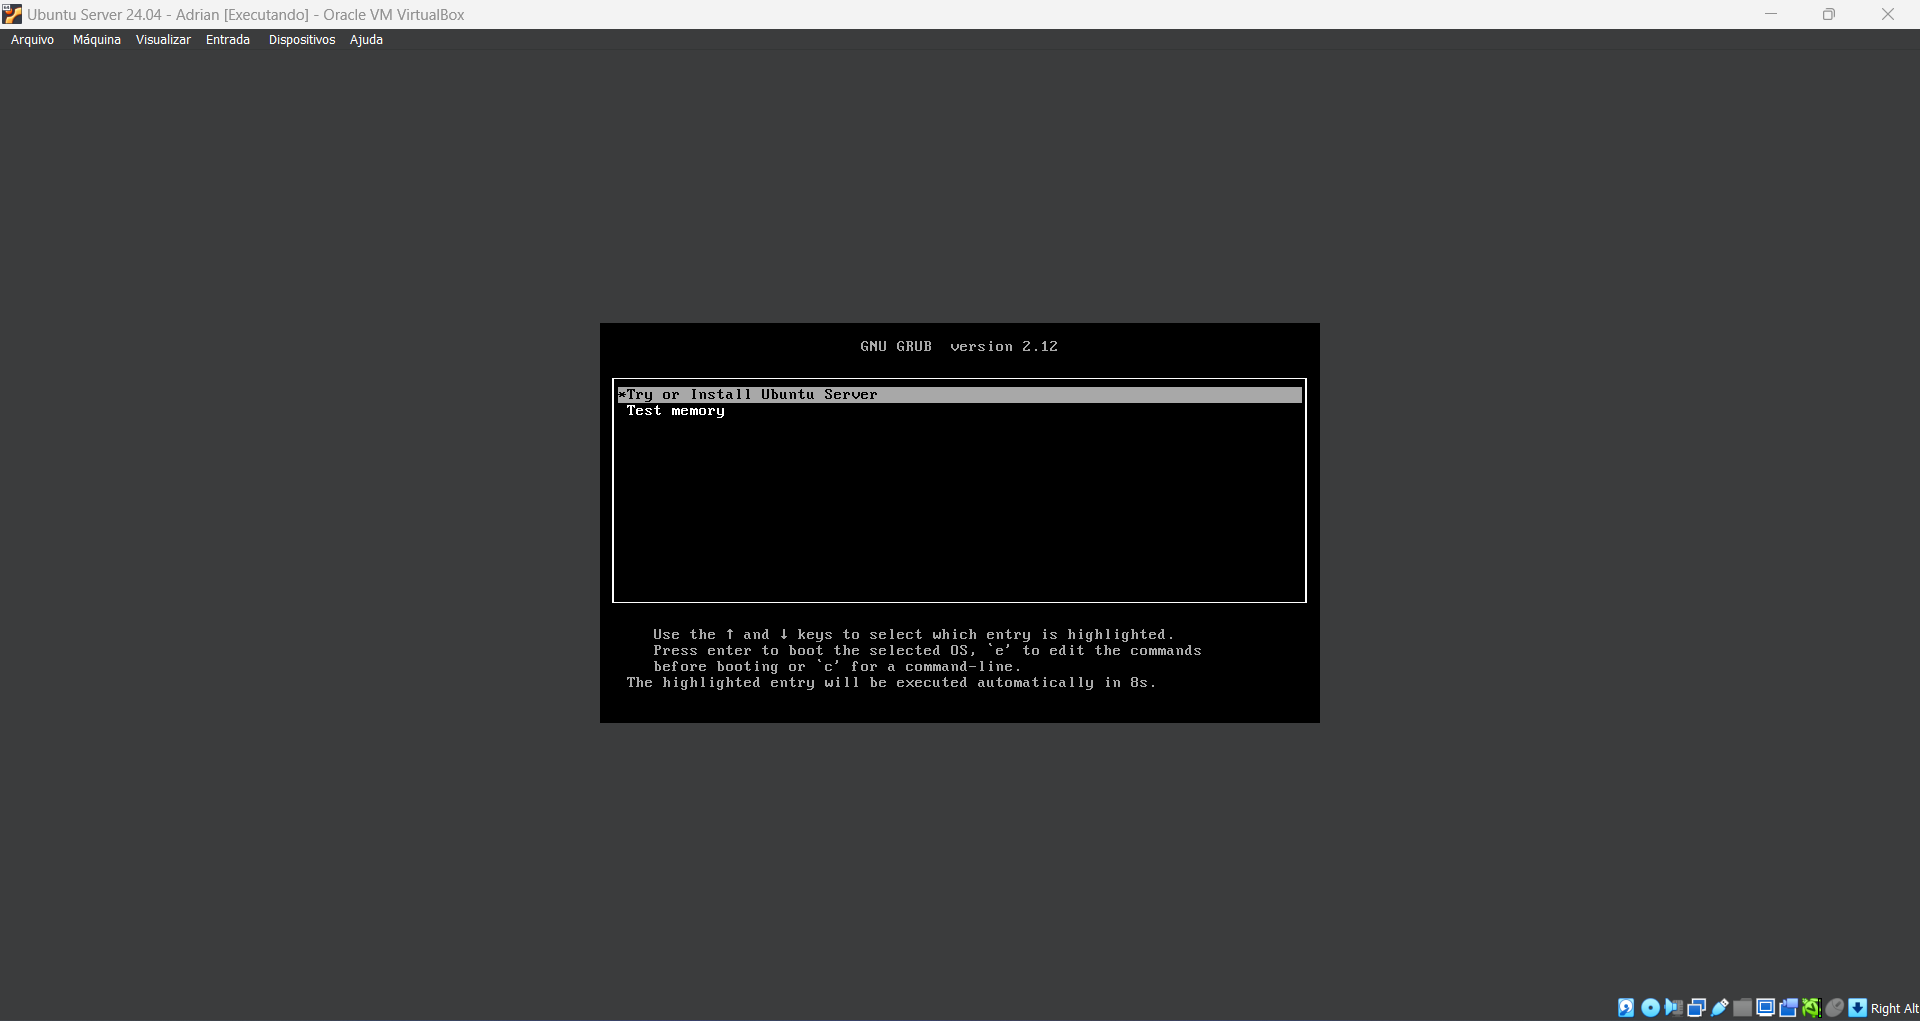 Ubuntu Server 24.04 - Adrian [Executando] - Oracle VM VirtualBox
Arquivo Máquina Visualizar Entrada Dispositivos Ajuda
GNU GRUB version 2.12
*Try or Install Ubuntu Server
Test memory
Use the ↑ and ↓ keys to select which entry is highlighted.
Press enter to boot the selected OS, `e' to edit the commands
before booting or `c' for a command-line.
The highlighted entry will be executed automatically in 8s.
Right Alt